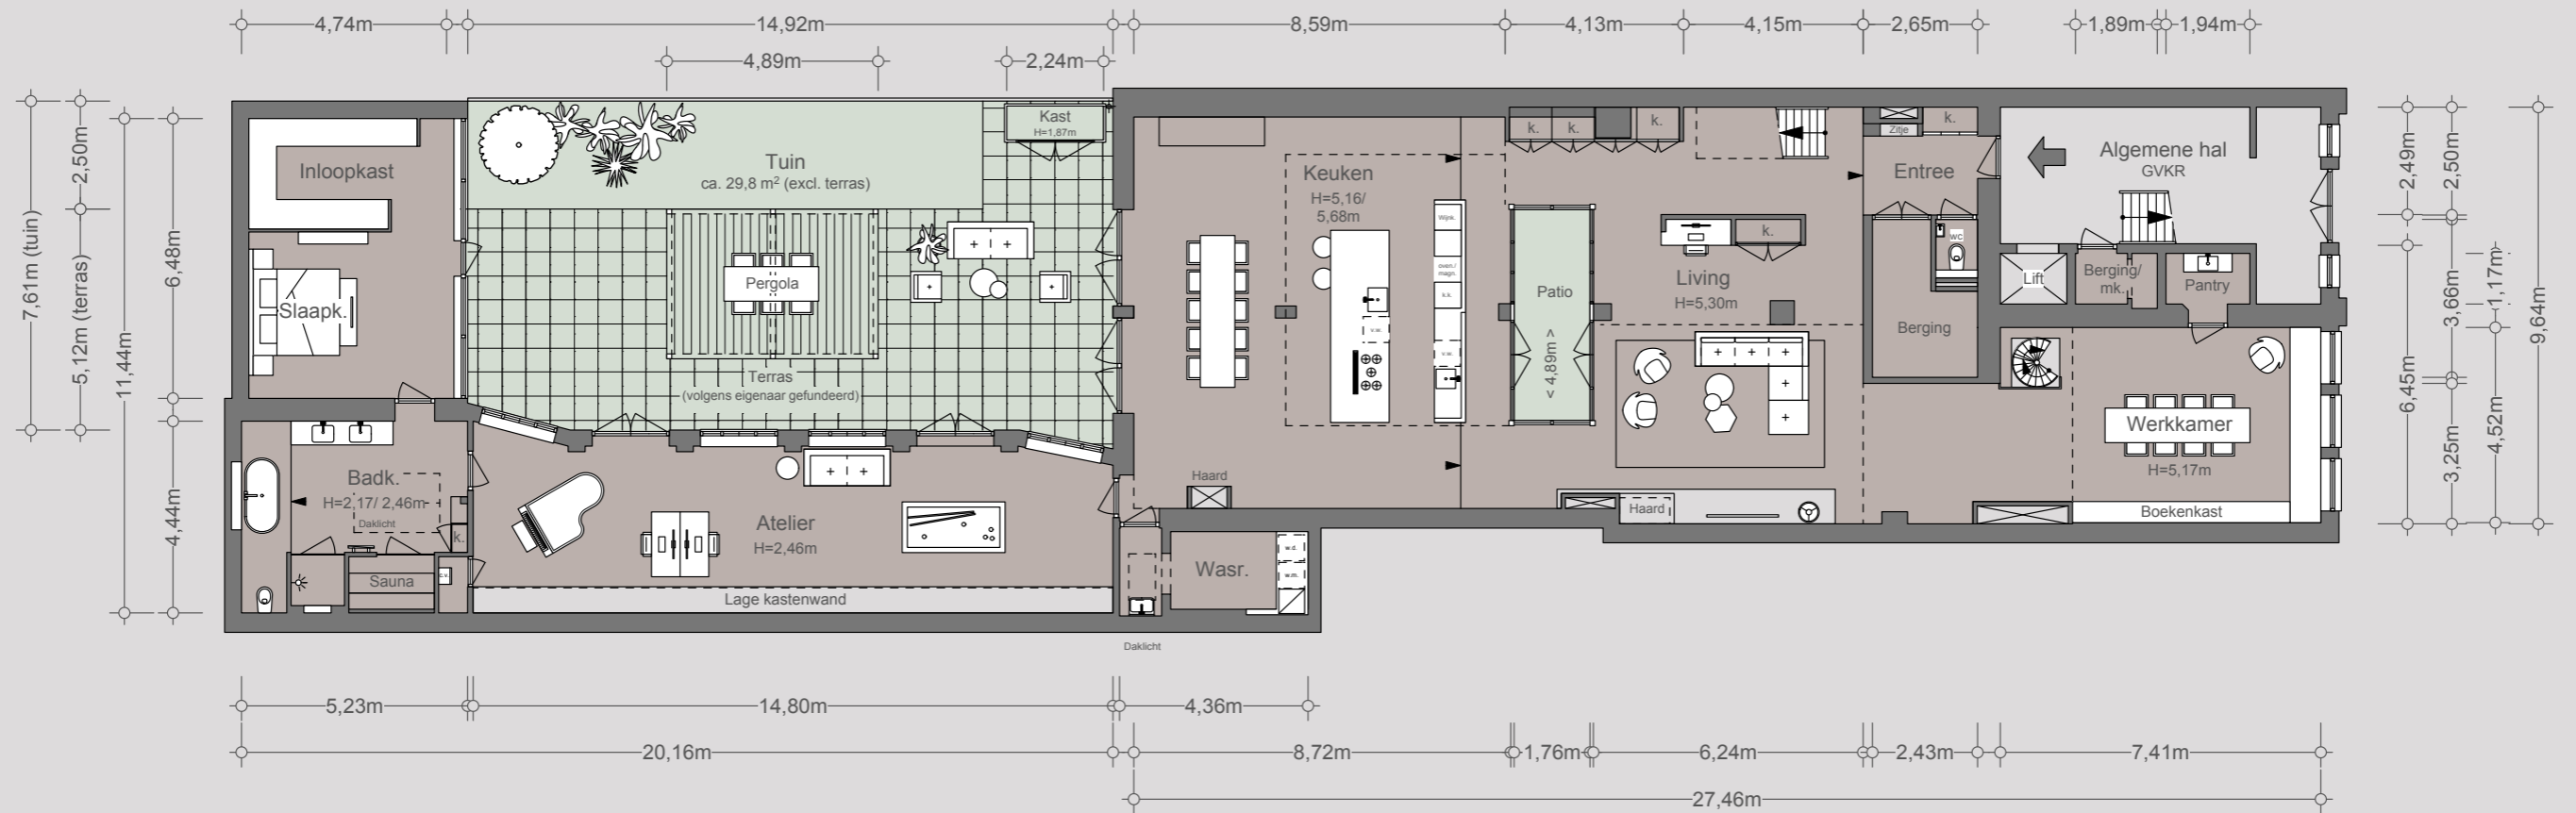 4,74m
14,92m
8,59m
4,13m
4,15m
2,65m
1,89m
1,94m
4,89m
2,24m
7,61m (tuin)
2,50m
5,12m (terras)
11,44m
6,48m
4,44m
Inloopkast
Slaapk.
Tuin
ca. 29,8 m² (excl. terras)
Kast
H=1,87m
Pergola
Terras
(volgens eigenaar gefundeerd)
Badk.
H=2,17/ 2,46m
Daklicht
k.
Sauna
c.v.
Atelier
H=2,46m
Lage kastenwand
Keuken
H=5,16/
5,68m
Wijnk.
oven./
magn.
k.k.
v.w.
v.w.
Haard
Wasr.
w.d.
w.m.
Daklicht
k.
k.
k.
Patio
< 4,89m >
k.
Living
H=5,30m
Haard
Zitje
k.
Entree
wc
Berging
Algemene hal
GVKR
Lift
Berging/
mk.
Pantry
Werkkamer
H=5,17m
Boekenkast
2,49m
2,50m
6,45m
3,66m
3,25m
1,17m
4,52m
9,64m
5,23m
14,80m
4,36m
20,16m
8,72m
1,76m
6,24m
2,43m
7,41m
27,46m